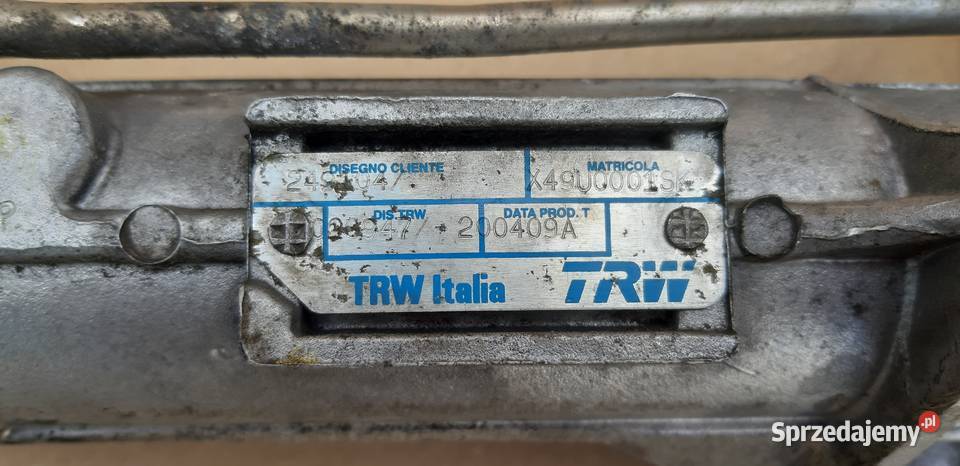 DISEGNO CLIENTE MATRICOLA
X49U0001SK
DIS.TRW DATA PROD. T
200409A
TRW Italia TRW
Sprzedajemy.pl